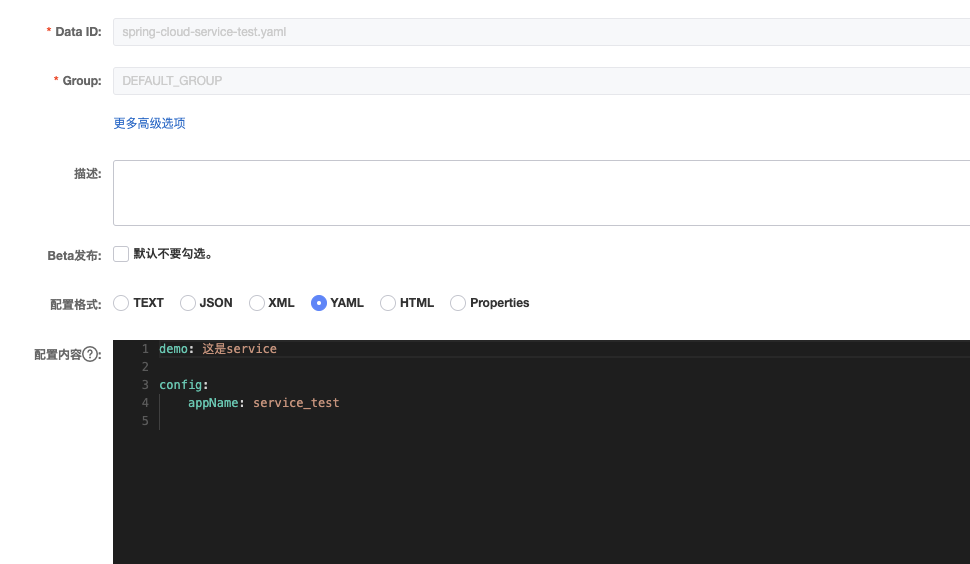 * Data ID: spring-cloud-service-test.yaml
* Group: DEFAULT_GROUP
更多高级选项
描述:
Beta发布: 默认不要勾选。
配置格式: TEXT JSON XML YAML HTML Properties
配置内容?: 1 demo: 这是service
2
3 config:
4 appName: service_test
5